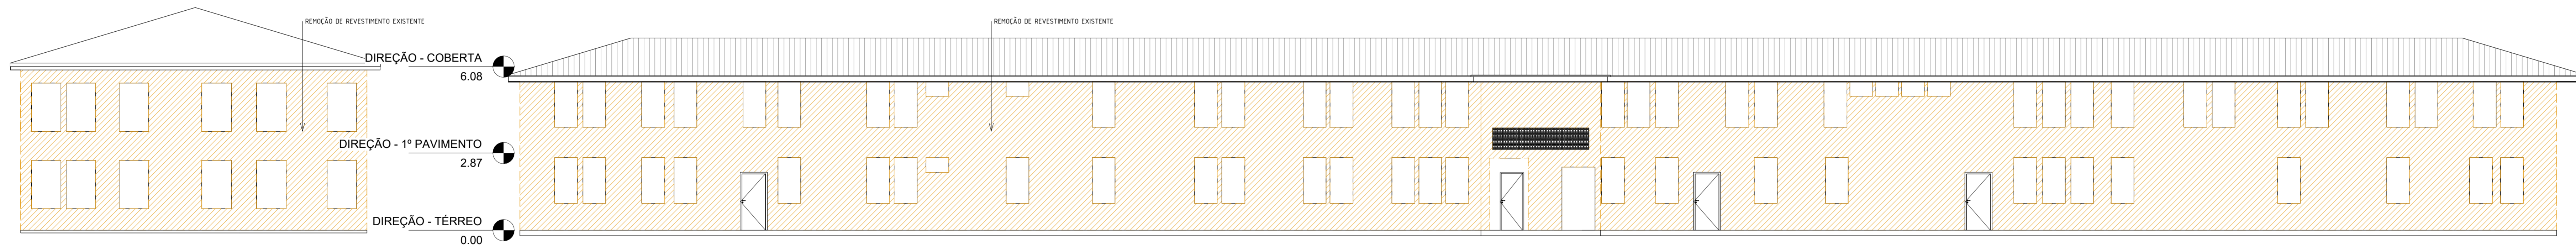 REMOÇÃO DE REVESTIMENTO EXISTENTE
REMOÇÃO DE REVESTIMENTO EXISTENTE
DIREÇÃO - COBERTA
6.08
DIREÇÃO - 1º PAVIMENTO
2.87
DIREÇÃO - TÉRREO
0.00